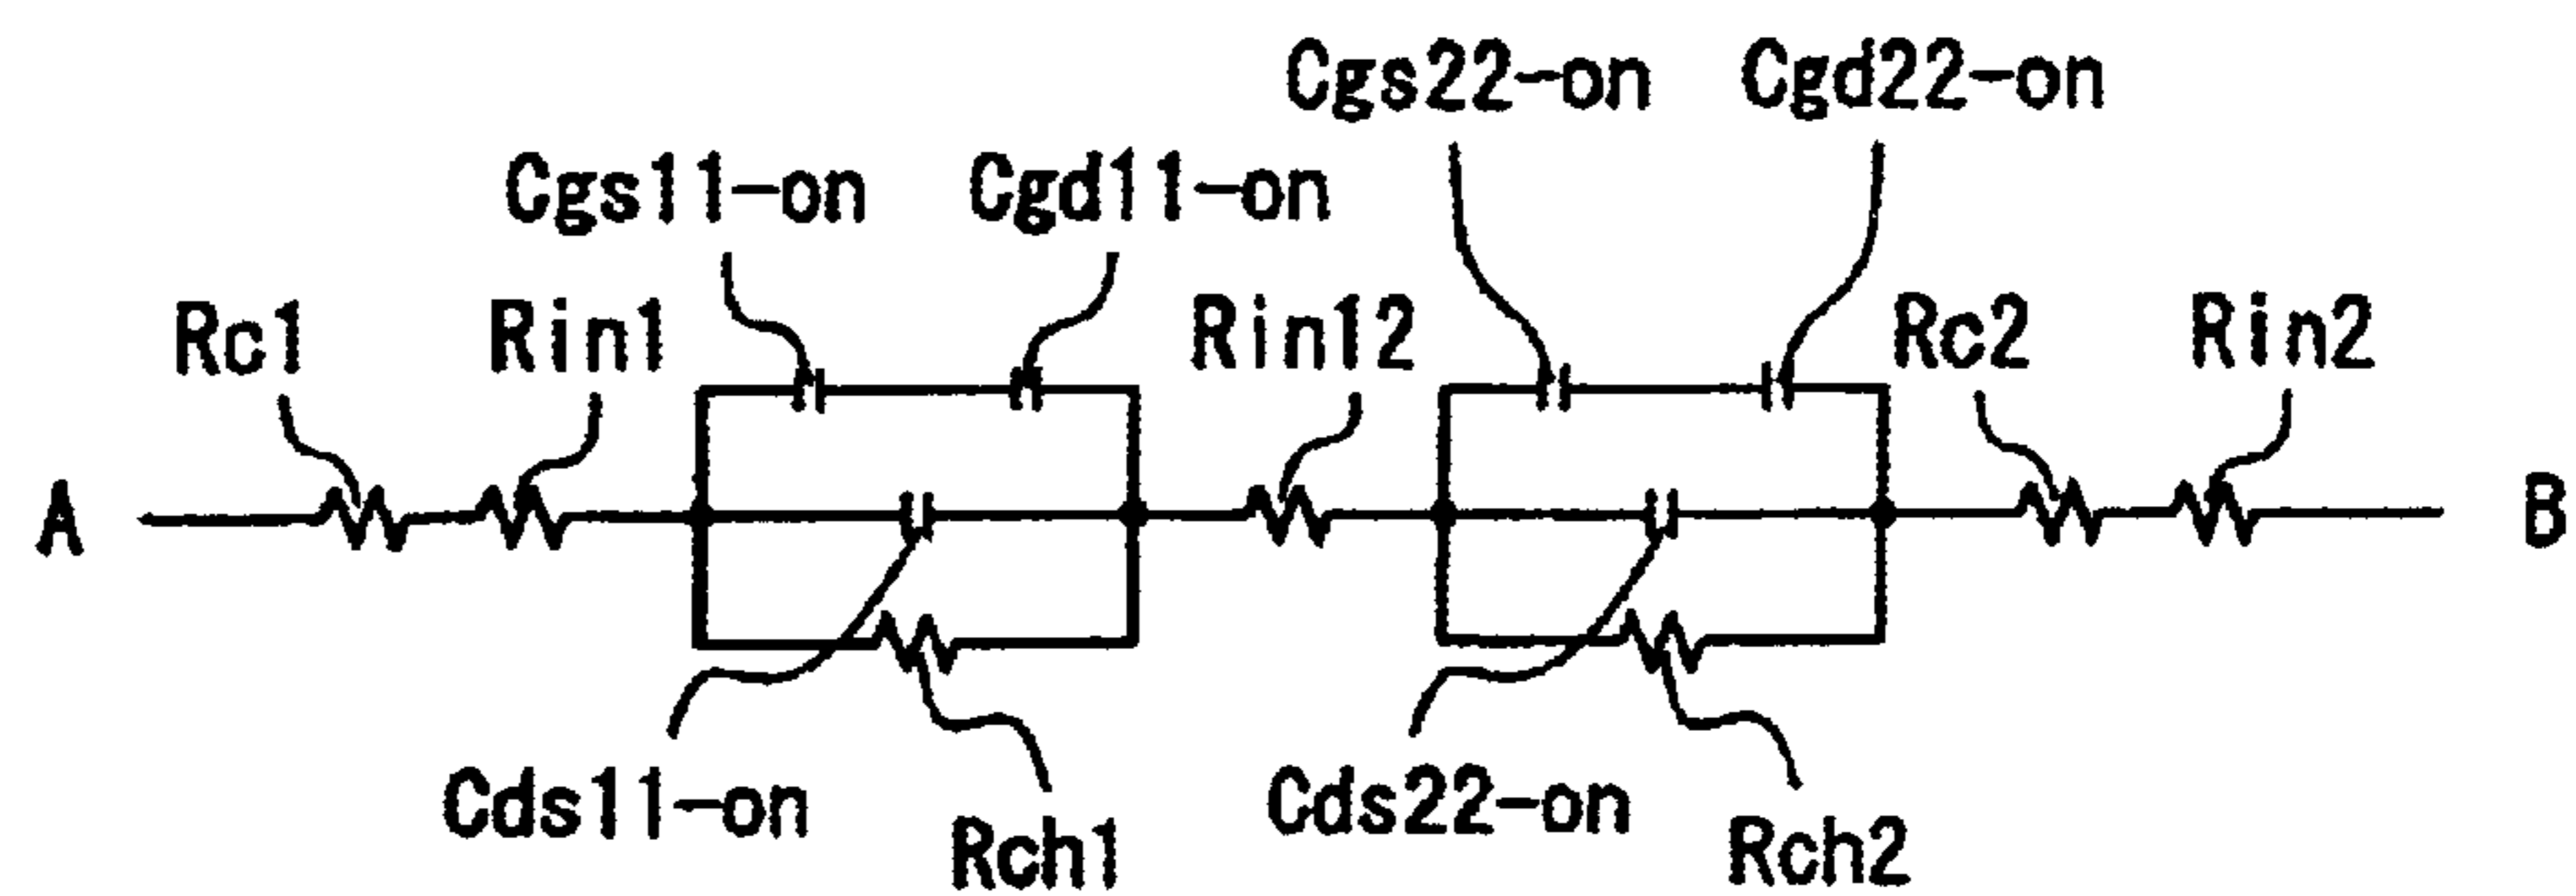 Cgs22-on Cgd22-on
Cgs11-on Cgd11-on
Rc1 Rin1 Rin12 Rc2 Rin2
A B
Cds11-on Rch1 Cds22-on Rch2